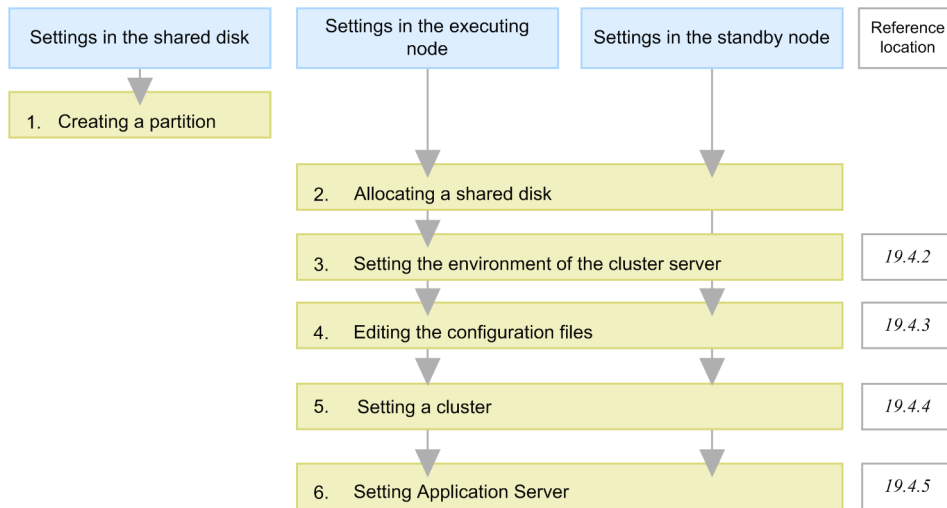 Settings in the shared disk
Settings in the executing
node
Settings in the standby node
Reference
location
1. Creating a partition
2. Allocating a shared disk
3. Setting the environment of the cluster server
19.4.2
4. Editing the configuration files
19.4.3
5. Setting a cluster
19.4.4
6. Setting Application Server
19.4.5